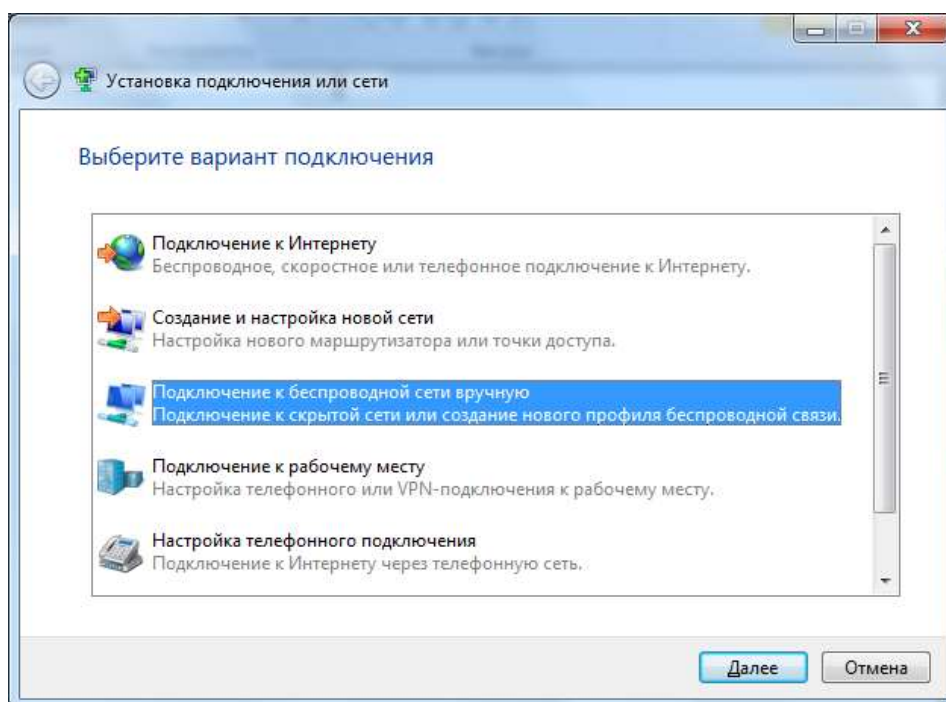 Установка подключения или сети
Выберите вариант подключения
Подключение к Интернету
Беспроводное, скоростное или телефонное подключение к Интернету.
Создание и настройка новой сети
Настройка нового маршрутизатора или точки доступа.
Подключение к беспроводной сети вручную
Подключение к скрытой сети или создание нового профиля беспроводной связи.
Подключение к рабочему месту
Настройка телефонного или VPN-подключения к рабочему месту.
Настройка телефонного подключения
Подключение к Интернету через телефонную сеть.
Далее
Отмена